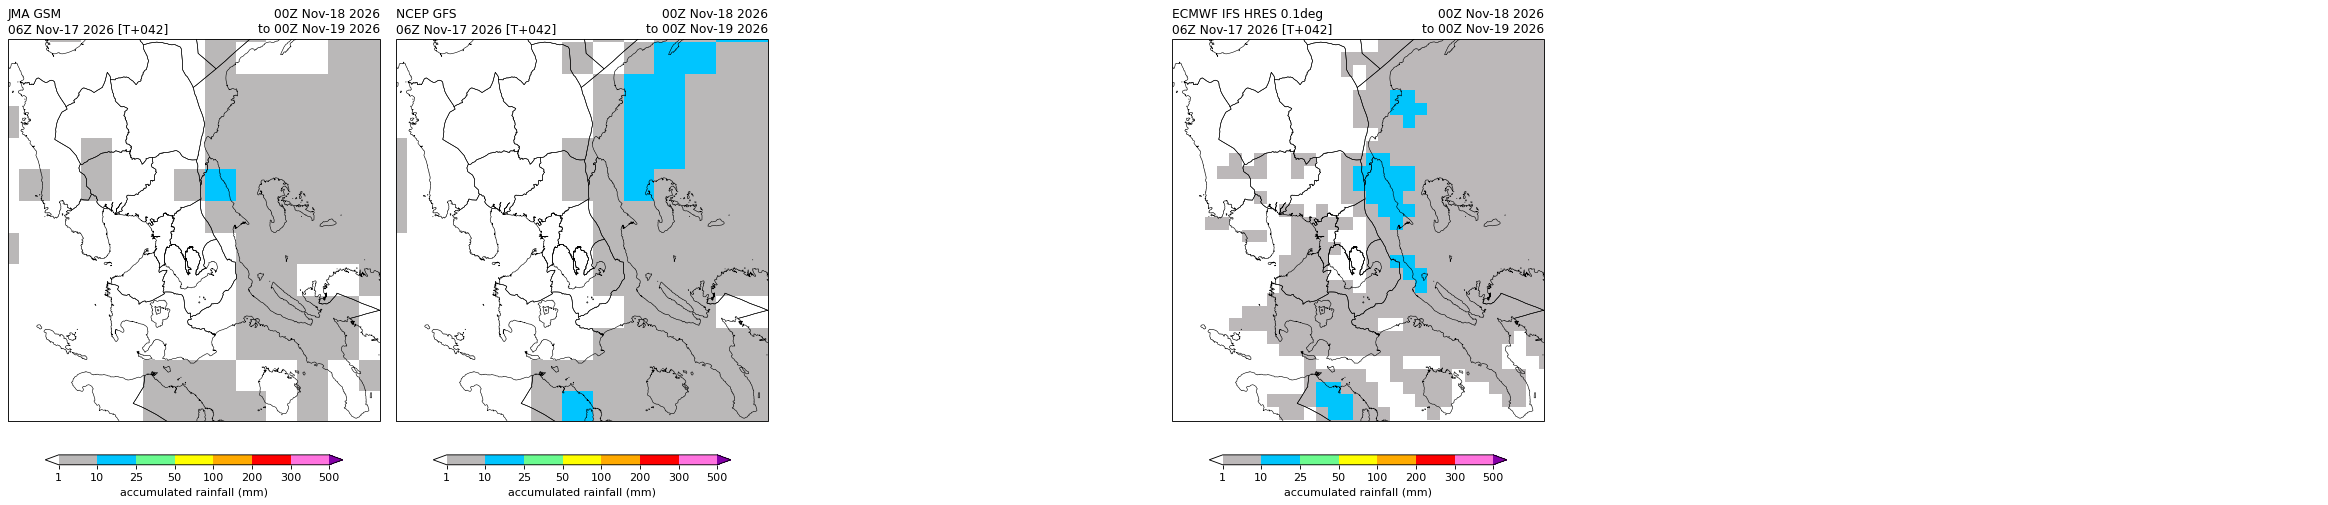 JMA GSM 00Z Nov-18 2026
06Z Nov-17 2026 [T+042] to 00Z Nov-19 2026
1 10 25 50 100 200 300 500
accumulated rainfall (mm)
NCEP GFS 00Z Nov-18 2026
06Z Nov-17 2026 [T+042] to 00Z Nov-19 2026
1 10 25 50 100 200 300 500
accumulated rainfall (mm)
ECMWF IFS HRES 0.1deg 00Z Nov-18 2026
06Z Nov-17 2026 [T+042] to 00Z Nov-19 2026
1 10 25 50 100 200 300 500
accumulated rainfall (mm)